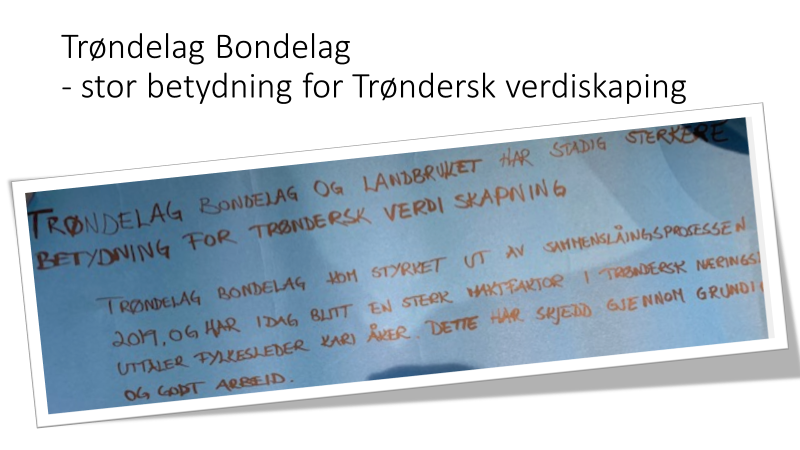 Trøndelag Bondelag
- stor betydning for Trøndersk verdiskaping
TRØNDELAG BONDELAG OG LANDBRUKET HAR STADIG STERKERE
BETYDNING FOR TRØNDERSK VERDI SKAPNING
TRØNDELAG BONDELAG KOM STYRKET UT AV SAMMENSLÅINGSPROSESSEN
2019, OG HAR IDAG BLITT EN STERK MAKTFAKTOR I TRØNDERSK NÆRINGS
UTTALER FYLKESLEDER KARI ÅKER. DETTE HAR SKJEDD GJENNOM GRUNDI
OG GODT ARBEID.